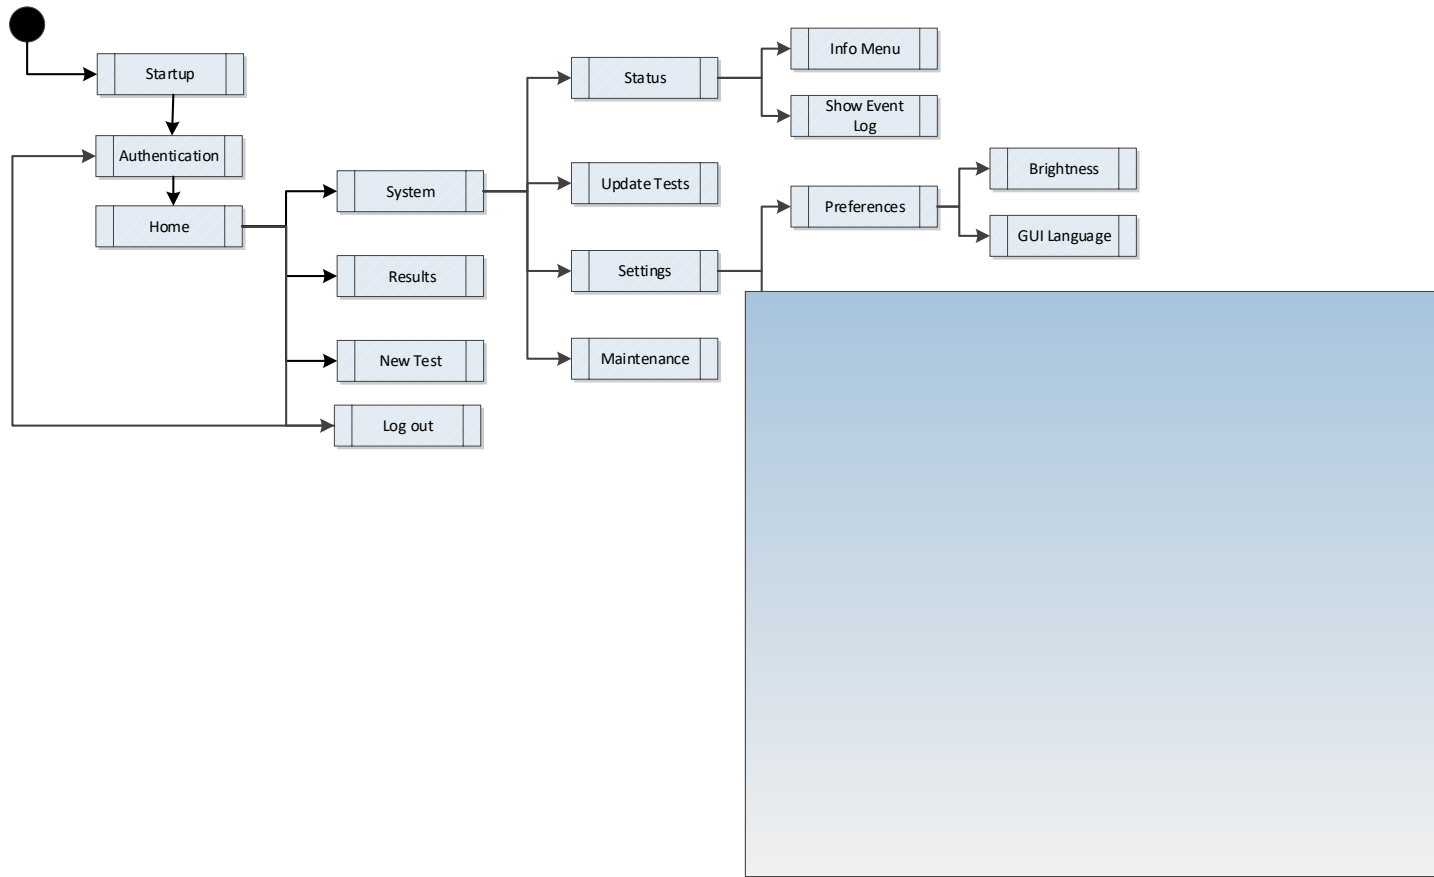 Startup
Authentication
Home
System
Results
New Test
Log out
Status
Update Tests
Settings
Maintenance
Info Menu
Show Event
Log
Preferences
Brightness
GUI Language